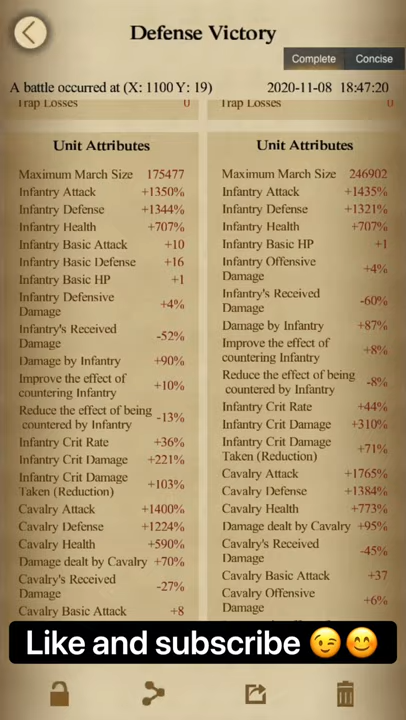 Defense Victory
Complete Concise
A battle occurred at (X: 1100 Y: 19) 2020-11-08 18:47:20
Trap Losses 0
Trap Losses 0
Unit Attributes
Maximum March Size 175477
Infantry Attack +1350%
Infantry Defense +1344%
Infantry Health +707%
Infantry Basic Attack +10
Infantry Basic Defense +16
Infantry Basic HP +1
Infantry Defensive
Damage +4%
Infantry's Received
Damage -52%
Damage by Infantry +90%
Improve the effect of
countering Infantry +10%
Reduce the effect of being
countered by Infantry -13%
Infantry Crit Rate +36%
Infantry Crit Damage +221%
Infantry Crit Damage
Taken (Reduction) +103%
Cavalry Attack +1400%
Cavalry Defense +1224%
Cavalry Health +590%
Damage dealt by Cavalry +70%
Cavalry's Received
Damage -27%
Cavalry Basic Attack +8
Unit Attributes
Maximum March Size 246902
Infantry Attack +1435%
Infantry Defense +1321%
Infantry Health +707%
Infantry Basic HP +1
Infantry Offensive
Damage +4%
Infantry's Received
Damage -60%
Damage by Infantry +87%
Improve the effect of
countering Infantry +8%
Reduce the effect of being
countered by Infantry -8%
Infantry Crit Rate +44%
Infantry Crit Damage +310%
Infantry Crit Damage
Taken (Reduction) +71%
Cavalry Attack +1765%
Cavalry Defense +1384%
Cavalry Health +773%
Damage dealt by Cavalry +95%
Cavalry's Received
Damage -45%
Cavalry Basic Attack +37
Cavalry Offensive
Damage +6%
Like and subscribe 😉😊